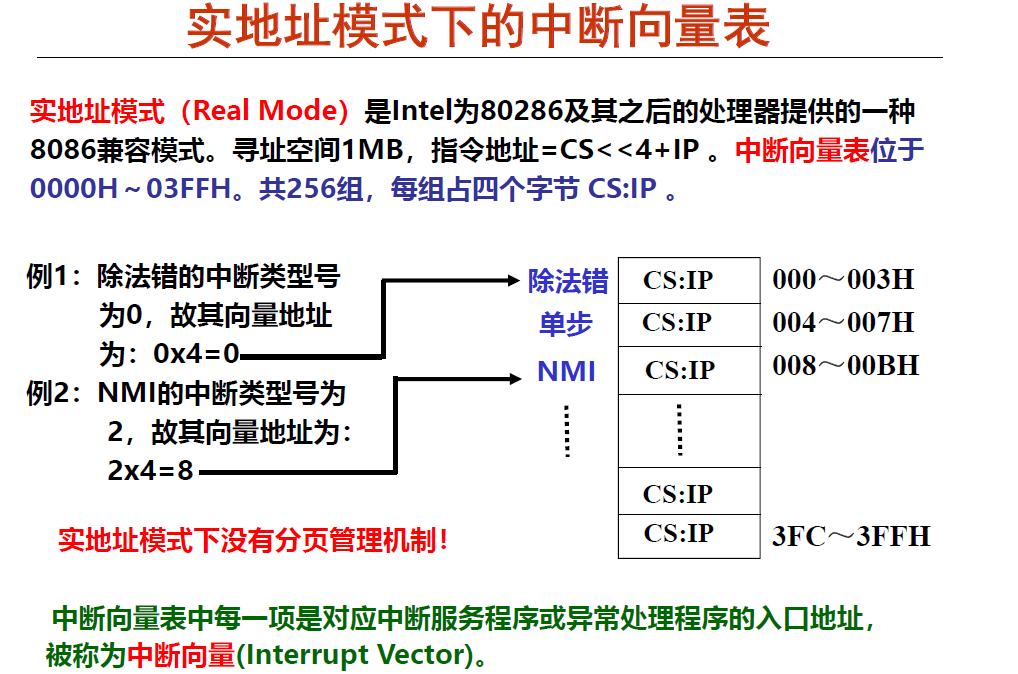 实地址模式下的中断向量表
实地址模式（Real Mode）是Intel为80286及其之后的处理器提供的一种
8086兼容模式。寻址空间1MB，指令地址=CS<<4+IP 。中断向量表位于
0000H～03FFH。共256组，每组占四个字节 CS:IP 。
例1：除法错的中断类型号
为0，故其向量地址
为：0x4=0
例2：NMI的中断类型号为
2，故其向量地址为：
2x4=8
除法错 CS:IP 000～003H
单步 CS:IP 004～007H
NMI CS:IP 008～00BH
CS:IP
CS:IP 3FC～3FFH
实地址模式下没有分页管理机制！
中断向量表中每一项是对应中断服务程序或异常处理程序的入口地址，
被称为中断向量(Interrupt Vector)。